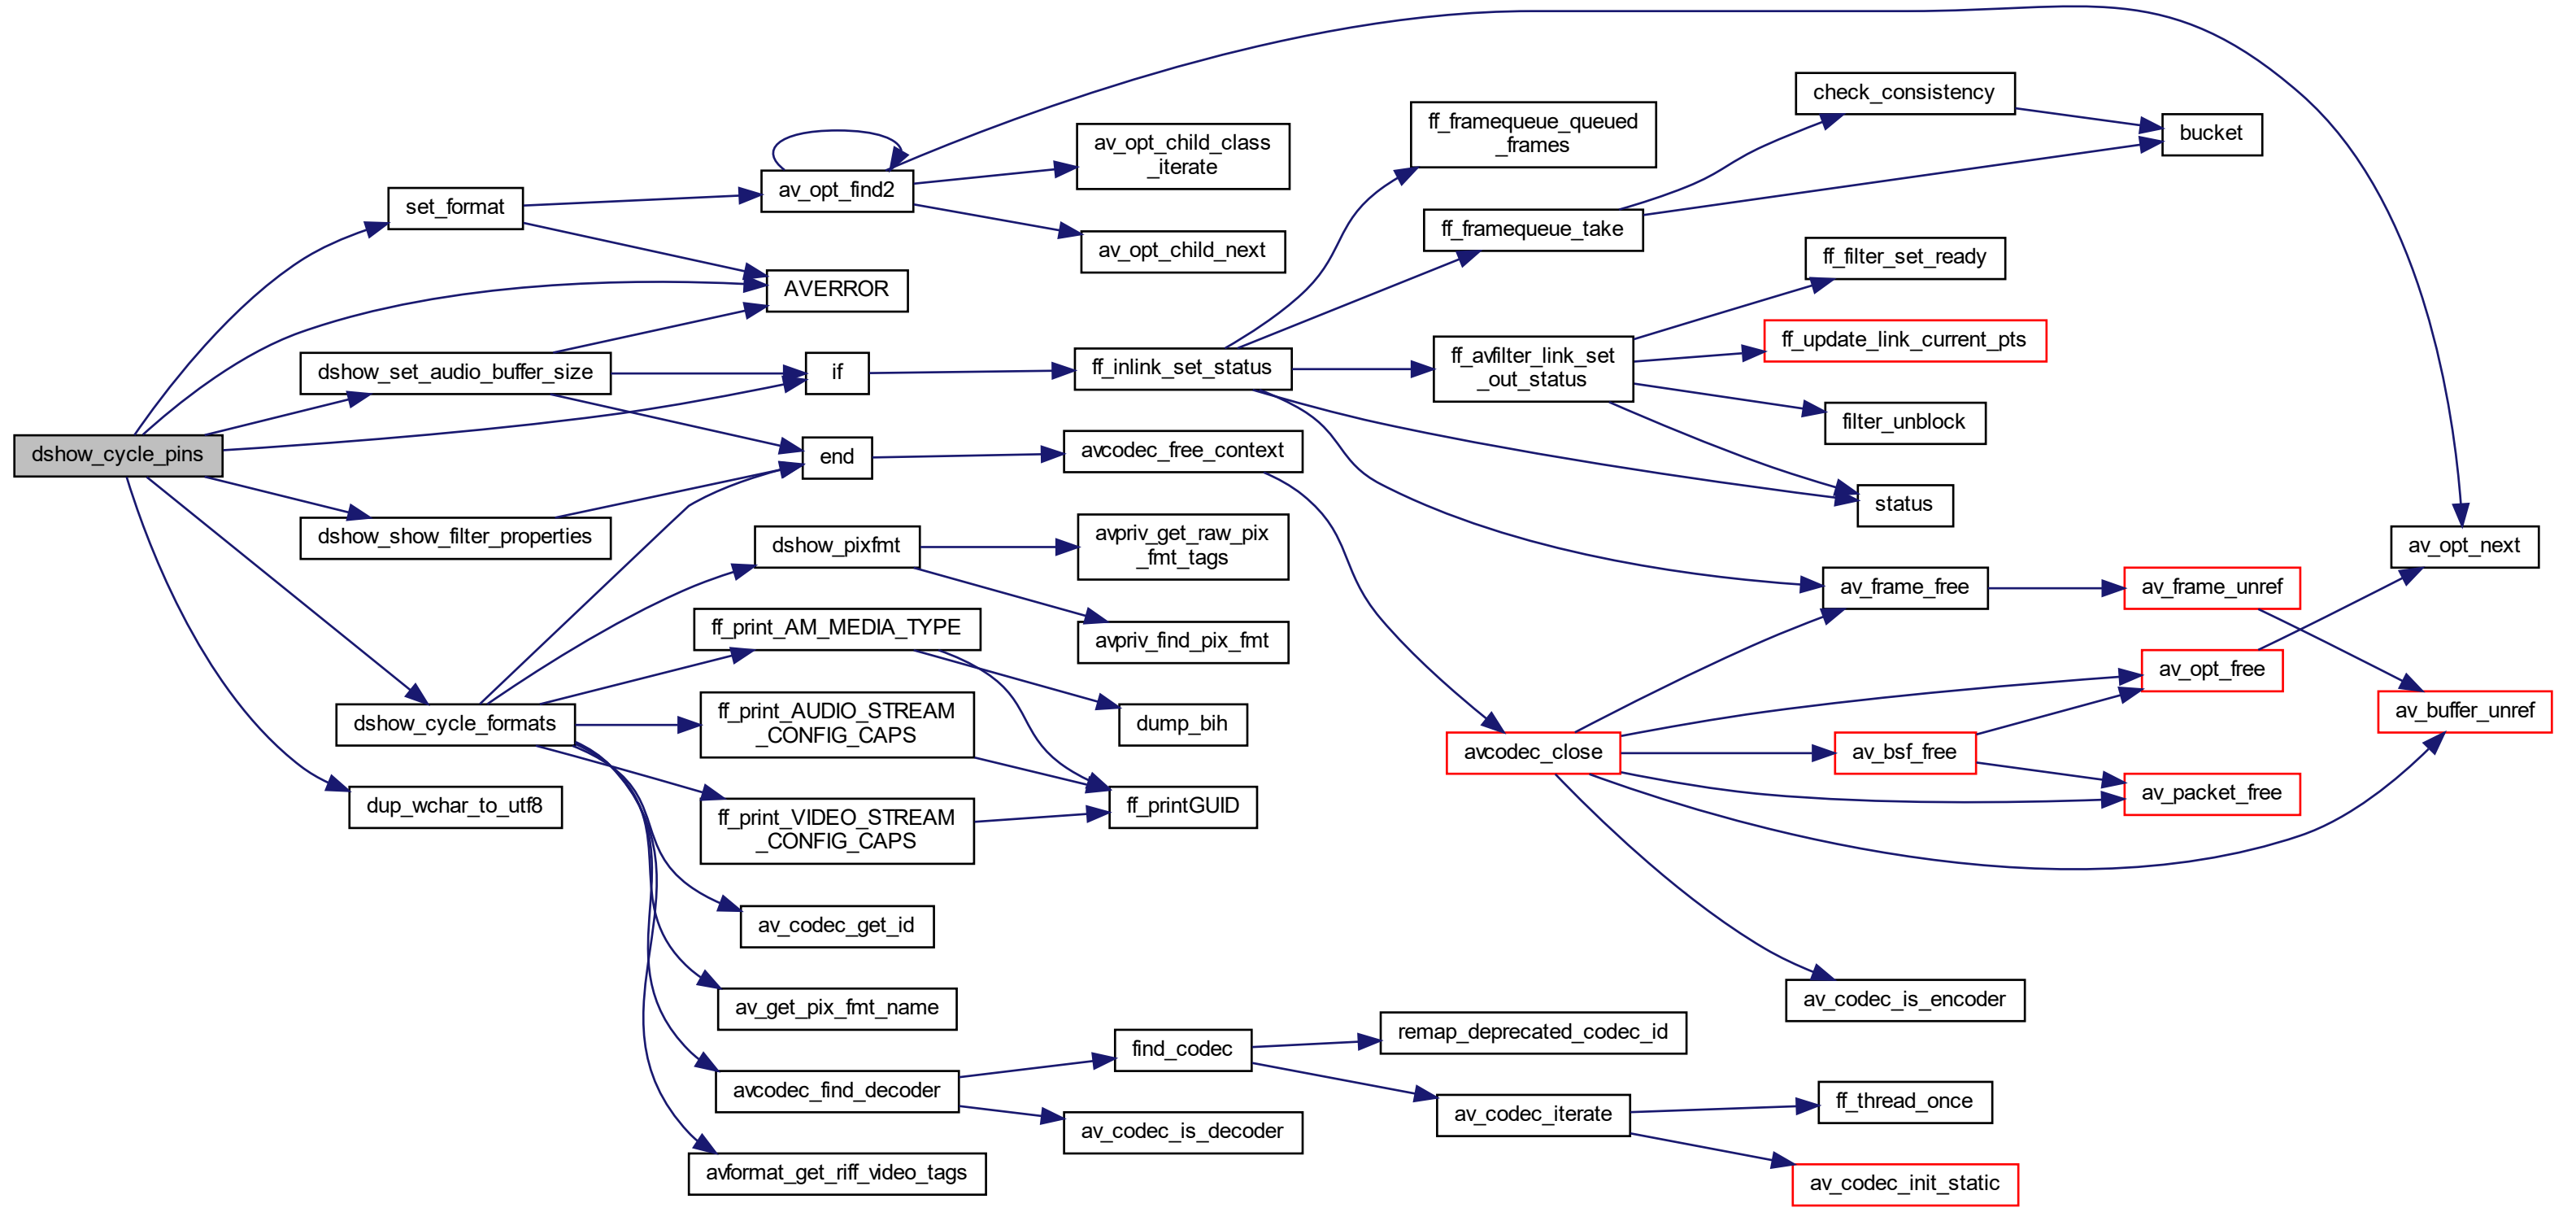 dshow_cycle_pins
set_format
dshow_set_audio_buffer_size
dshow_show_filter_properties
dshow_cycle_formats
dup_wchar_to_utf8
av_opt_find2
AVERROR
if
end
dshow_pixfmt
ff_print_AM_MEDIA_TYPE
ff_print_AUDIO_STREAM
_CONFIG_CAPS
ff_print_VIDEO_STREAM
_CONFIG_CAPS
av_codec_get_id
av_get_pix_fmt_name
avcodec_find_decoder
avformat_get_riff_video_tags
av_opt_child_class
_iterate
av_opt_child_next
ff_inlink_set_status
avcodec_free_context
avpriv_get_raw_pix
_fmt_tags
avpriv_find_pix_fmt
dump_bih
ff_printGUID
find_codec
av_codec_is_decoder
ff_framequeue_queued
_frames
ff_framequeue_take
ff_avfilter_link_set
_out_status
avcodec_close
remap_deprecated_codec_id
av_codec_iterate
check_consistency
ff_filter_set_ready
ff_update_link_current_pts
filter_unblock
status
av_frame_free
av_bsf_free
av_codec_is_encoder
ff_thread_once
av_codec_init_static
bucket
av_frame_unref
av_opt_free
av_packet_free
av_opt_next
av_buffer_unref